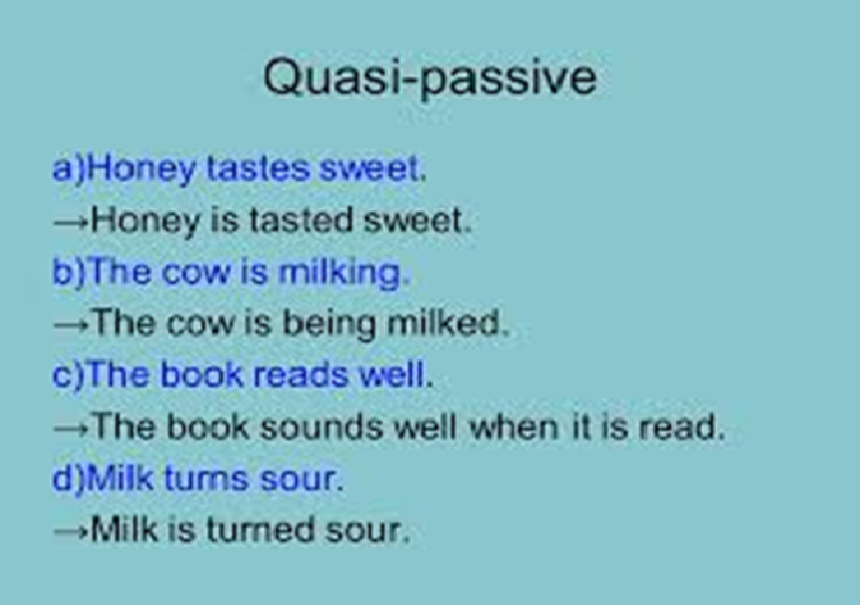 Quasi-passive
a)Honey tastes sweet.
→Honey is tasted sweet.
b)The cow is milking.
→The cow is being milked.
c)The book reads well.
→The book sounds well when it is read.
d)Milk turns sour.
→Milk is turned sour.